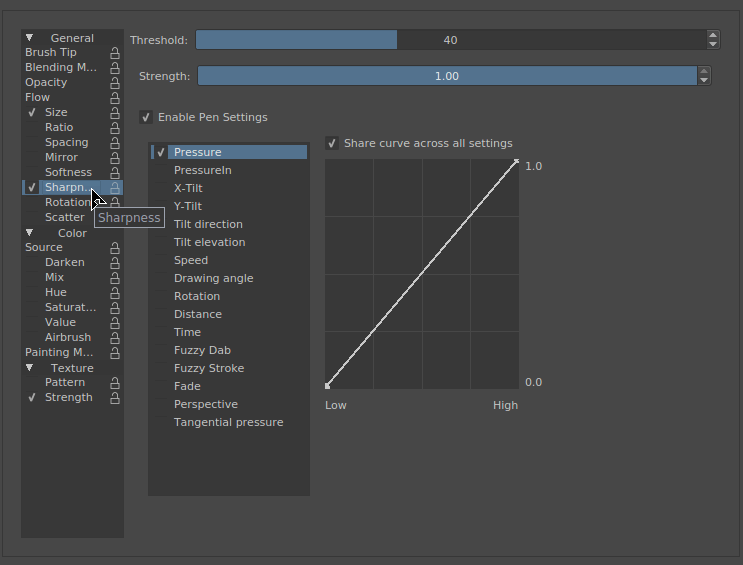 General
Brush Tip
Blending M...
Opacity
Flow
Size
Ratio
Spacing
Mirror
Softness
Sharpn...
Rotation
Scatter
Sharpness
Color
Source
Darken
Mix
Hue
Saturat...
Value
Airbrush
Painting M...
Texture
Pattern
Strength
Threshold: 40
Strength: 1.00
Enable Pen Settings
Pressure
PressureIn
X-Tilt
Y-Tilt
Tilt direction
Tilt elevation
Speed
Drawing angle
Rotation
Distance
Time
Fuzzy Dab
Fuzzy Stroke
Fade
Perspective
Tangential pressure
Share curve across all settings
1.0
0.0
Low High